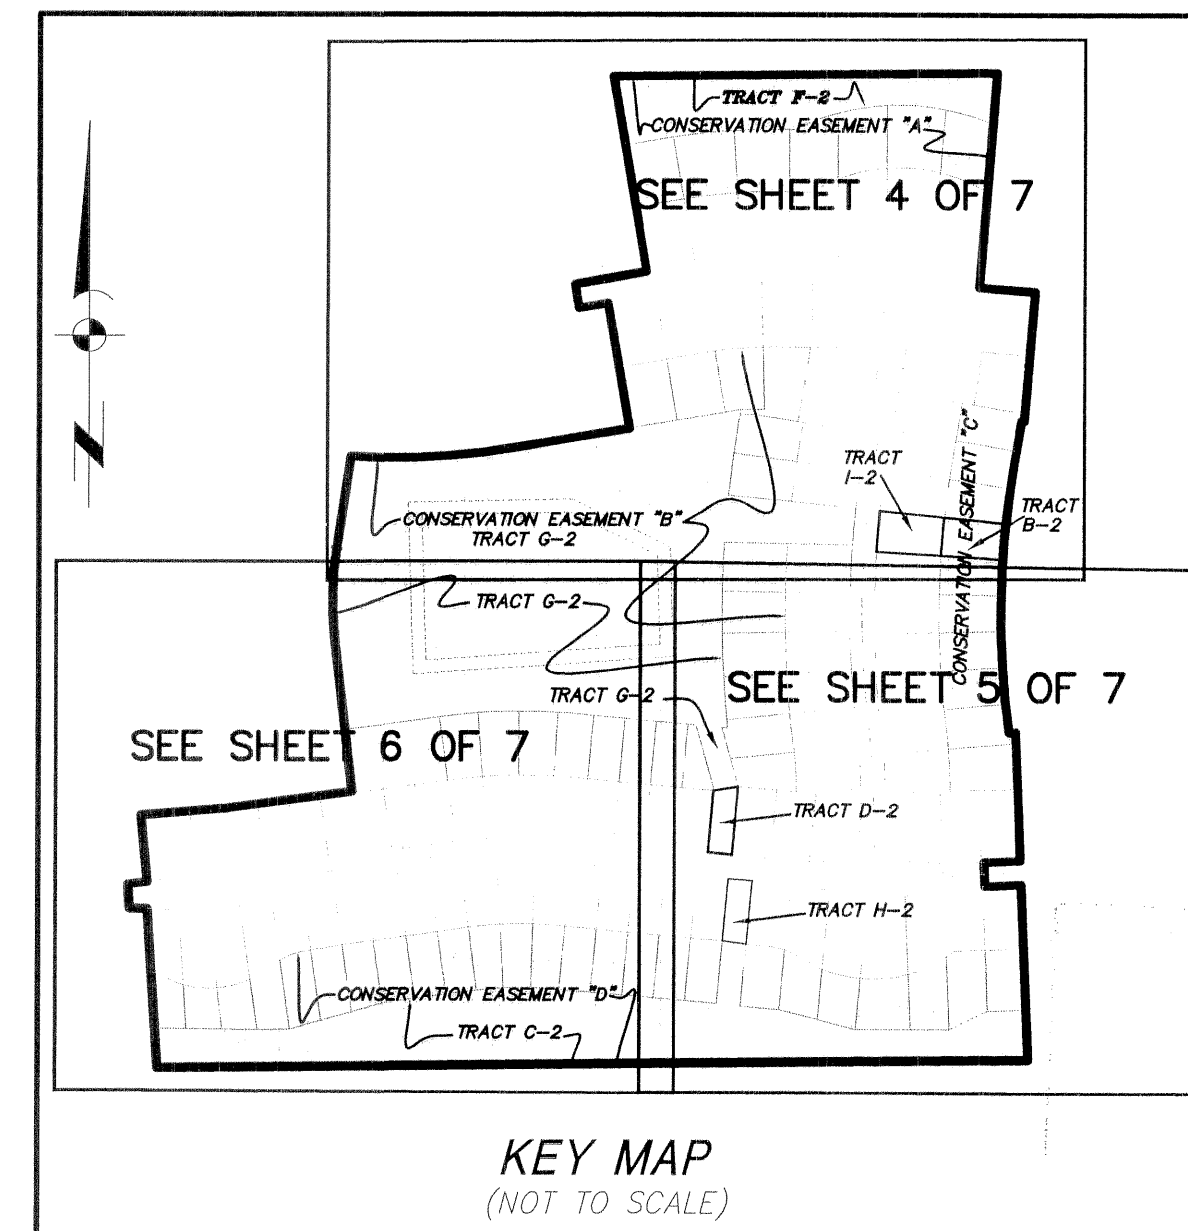 TRACT F-2
CONSERVATION EASEMENT "A"
SEE SHEET 4 OF 7
N
TRACT
I-2
CONSERVATION EASEMENT "C"
TRACT
B-2
CONSERVATION EASEMENT "B"
TRACT G-2
TRACT G-2
TRACT G-2
SEE SHEET 5 OF 7
SEE SHEET 6 OF 7
TRACT D-2
TRACT H-2
CONSERVATION EASEMENT "D"
TRACT C-2
KEY MAP
(NOT TO SCALE)